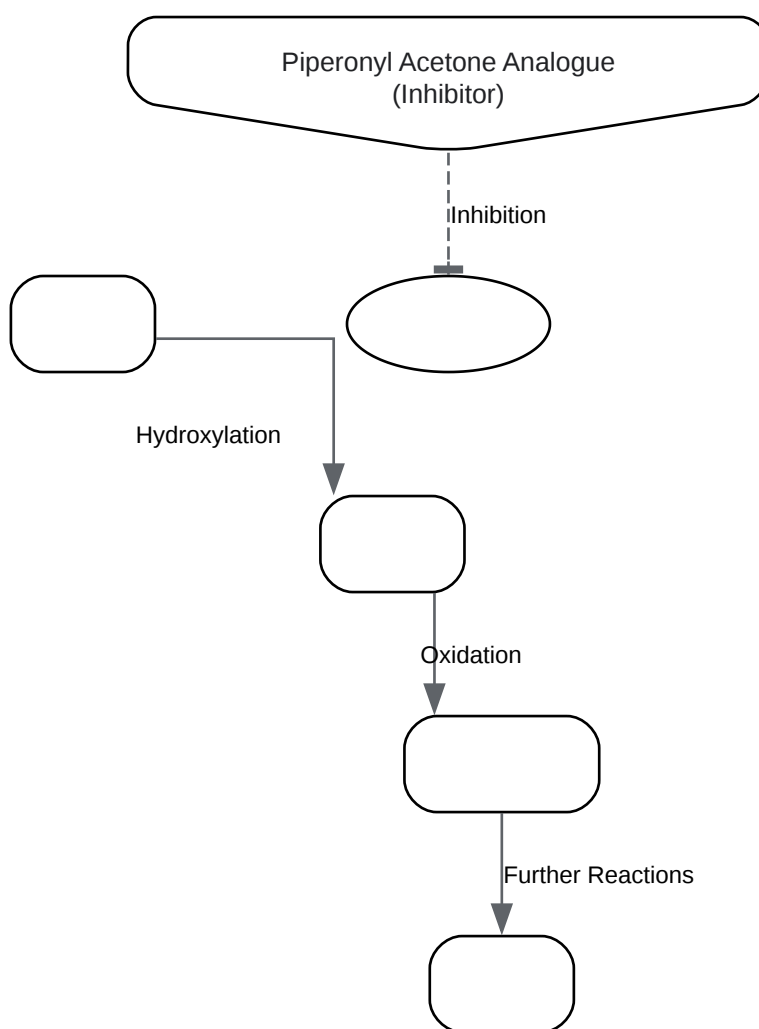 Piperonyl Acetone Analogue
(Inhibitor)
Inhibition
Hydroxylation
Oxidation
Further Reactions